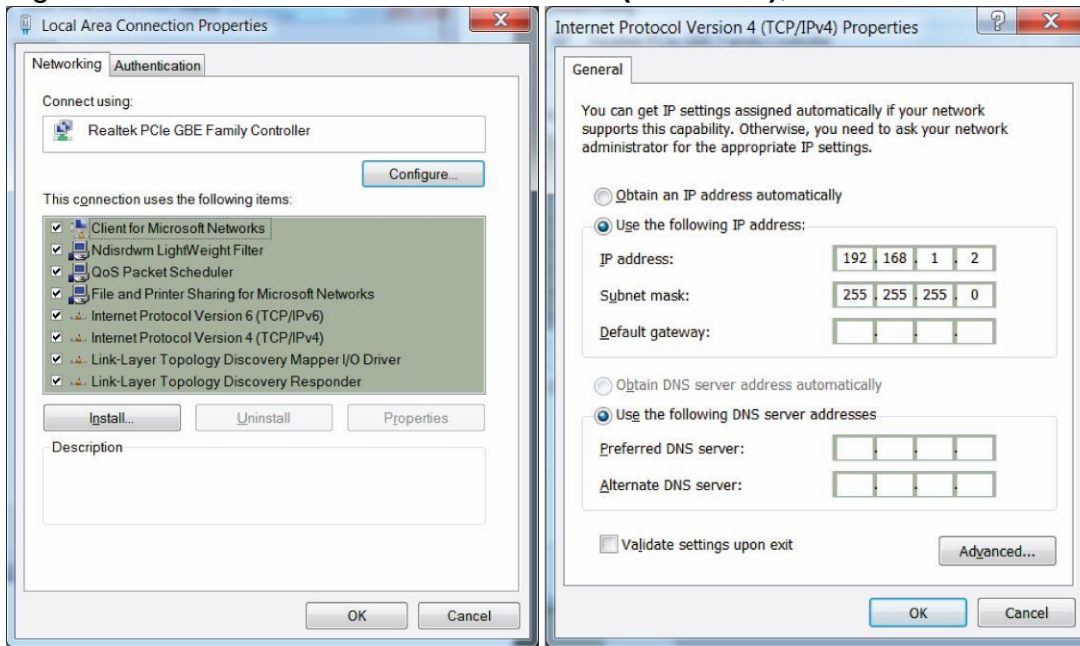 Local Area Connection Properties
Networking
Authentication
Connect using:
Realtek PCIe GBE Family Controller
Configure...
This connection uses the following items:
Client for Microsoft Networks
Ndisrdwm LightWeight Filter
QoS Packet Scheduler
File and Printer Sharing for Microsoft Networks
Internet Protocol Version 6 (TCP/IPv6)
Internet Protocol Version 4 (TCP/IPv4)
Link-Layer Topology Discovery Mapper I/O Driver
Link-Layer Topology Discovery Responder
Install...
Uninstall
Properties
Description
OK
Cancel
Internet Protocol Version 4 (TCP/IPv4) Properties
General
You can get IP settings assigned automatically if your network
supports this capability. Otherwise, you need to ask your network
administrator for the appropriate IP settings.
Obtain an IP address automatically
Use the following IP address:
IP address: 192 . 168 . 1 . 2
Subnet mask: 255 . 255 . 255 . 0
Default gateway: . . .
Obtain DNS server address automatically
Use the following DNS server addresses
Preferred DNS server: . . .
Alternate DNS server: . . .
Validate settings upon exit
Advanced...
OK
Cancel